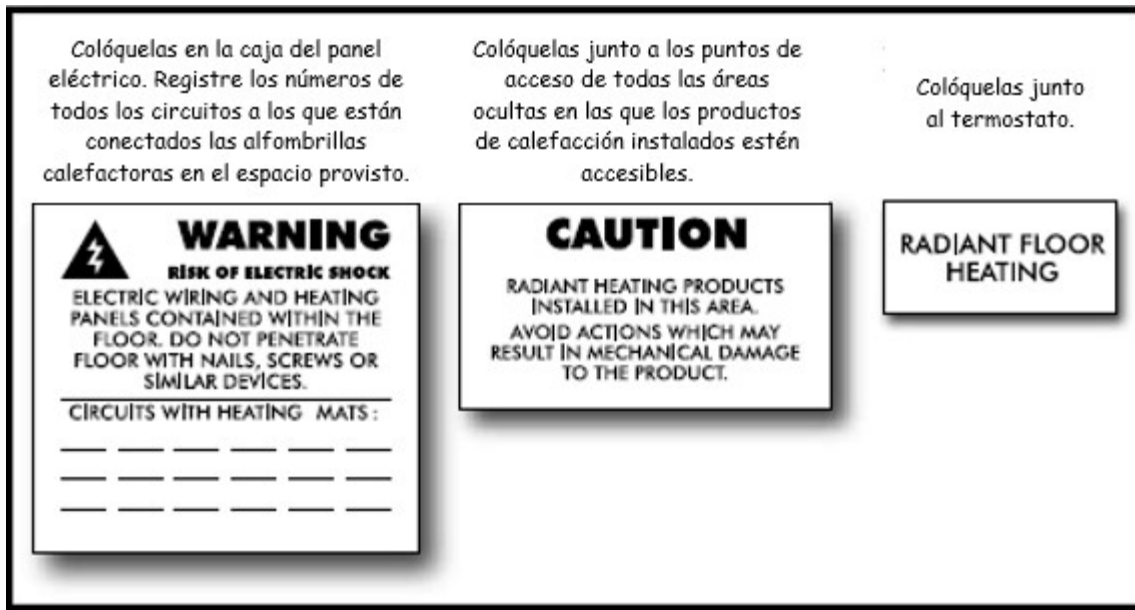 Colóquelas en la caja del panel
eléctrico. Registre los números de
todos los circuitos a los que están
conectados las alfombrillas
calefactoras en el espacio provisto.
WARNING
RISK OF ELECTRIC SHOCK
ELECTRIC WIRING AND HEATING
PANELS CONTAINED WITHIN THE
FLOOR. DO NOT PENETRATE
FLOOR WITH NAILS, SCREWS OR
SIMILAR DEVICES.
CIRCUITS WITH HEATING MATS :
Colóquelas junto a los puntos de
acceso de todas las áreas
ocultas en las que los productos
de calefacción instalados estén
accesibles.
CAUTION
RADIANT HEATING PRODUCTS
INSTALLED IN THIS AREA.
AVOID ACTIONS WHICH MAY
RESULT IN MECHANICAL DAMAGE
TO THE PRODUCT.
Colóquelas junto
al termostato.
RADIANT FLOOR
HEATING